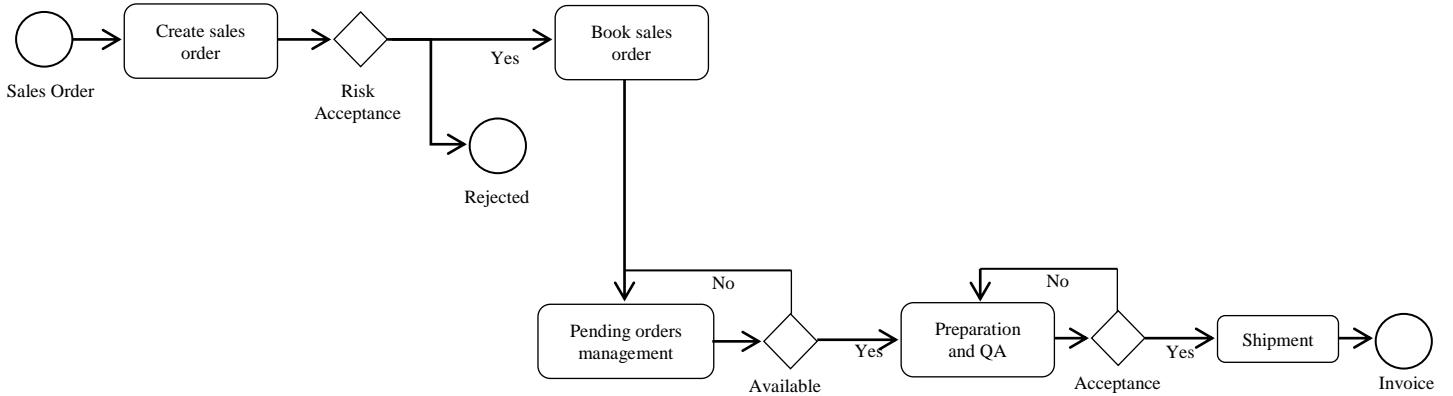 Create sales
order
Book sales
order
Yes
Sales Order
Risk
Acceptance
Rejected
No
No
Pending orders
management
Preparation
and QA
Shipment
Yes
Yes
Available
Acceptance
Invoice